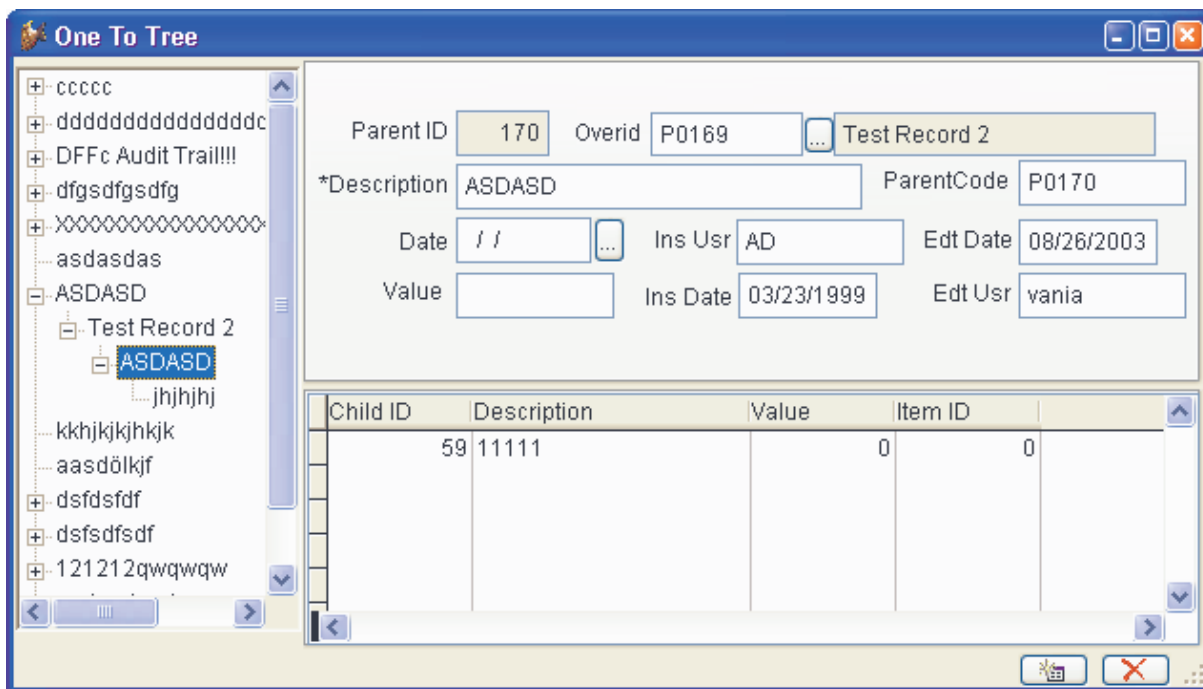 One To Tree
ccccc
DFFc Audit Trail!!!
dfgsdfgsdfg
asdasdas
ASDASD
Test Record 2
ASDASD
jhjhjhj
kkhjkjkjhkjk
aasdölkjf
dsfdsfdf
dsfsdfsdf
121212qwqwqw
Parent ID 170 Overid P0169 ... Test Record 2
*Description ASDASD ParentCode P0170
Date / / ... Ins Usr AD Edt Date 08/26/2003
Value Ins Date 03/23/1999 Edt Usr vania
Child ID Description Value Item ID
59 11111 0 0